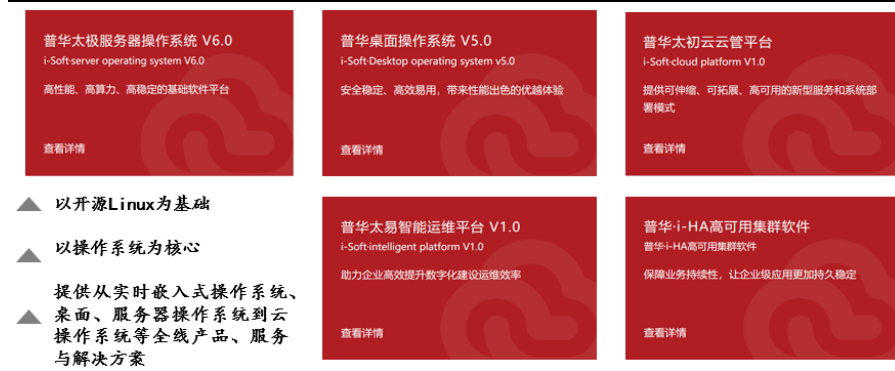 普华太极服务器操作系统 V6.0
i-Soft·server operating system V6.0
高性能、高算力、高稳定的基础软件平台
查看详情
普华桌面操作系统 V5.0
i-Soft·Desktop operating system v5.0
安全稳定、高效易用，带来性能出色的优越体验
查看详情
普华太初云云管平台
i-Soft·cloud platform V1.0
提供可伸缩、可拓展、高可用的新型服务和系统部
署模式
查看详情
以开源Linux为基础
以操作系统为核心
提供从实时嵌入式操作系统、
桌面、服务器操作系统到云
操作系统等全线产品、服务
与解决方案
普华太易智能运维平台 V1.0
i-Soft·intelligent platform V1.0
助力企业高效提升数字化建设运维效率
查看详情
普华·i-HA高可用集群软件
普华·i-HA高可用集群软件
保障业务持续性，让企业级应用更加持久稳定
查看详情